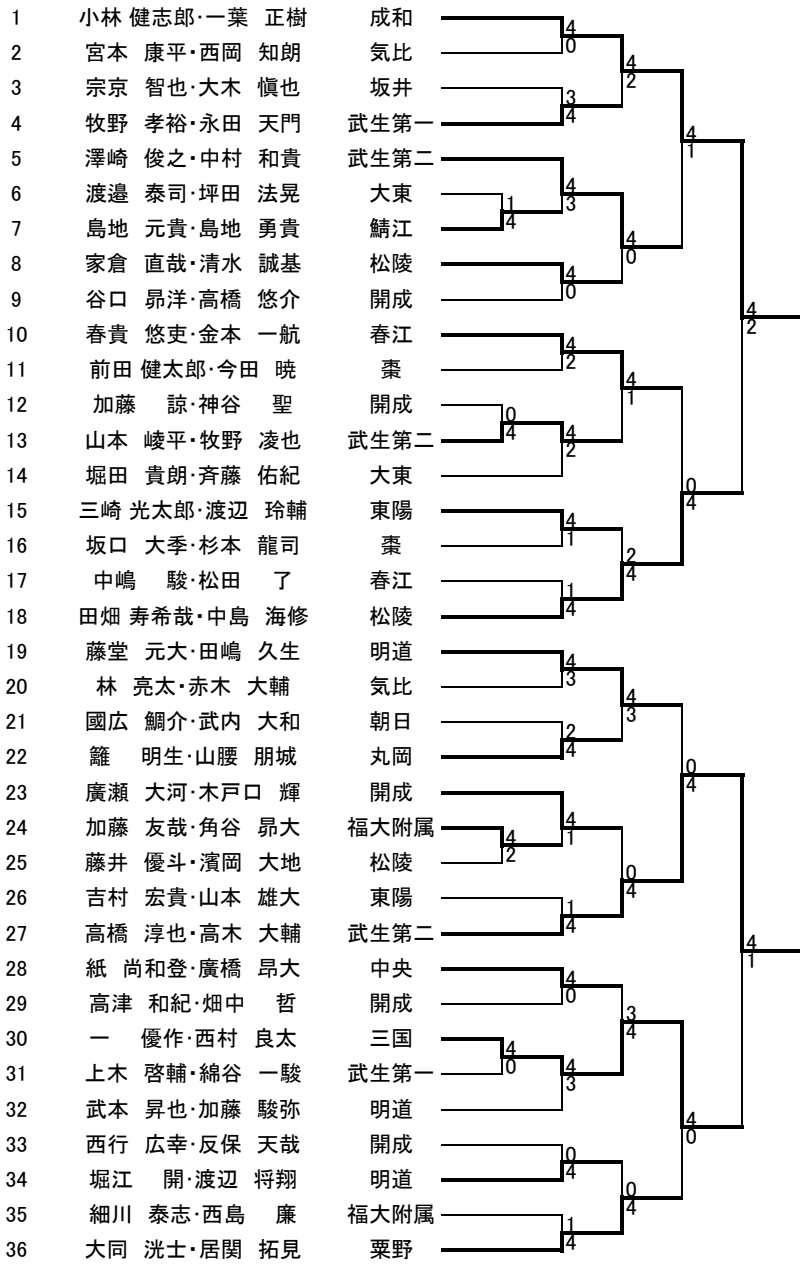 1 小林 健志郎・一葉 正樹 成和
2 宮本 康平・西岡 知朗 気比
3 宗京 智也・大木 愼也 坂井
4 牧野 孝裕・永田 天門 武生第一
5 澤崎 俊之・中村 和貴 武生第二
6 渡邉 泰司・坪田 法晃 大東
7 島地 元貴・島地 勇貴 鯖江
8 家倉 直哉・清水 誠基 松陵
9 谷口 昴洋・高橋 悠介 開成
10 春貴 悠吏・金本 一航 春江
11 前田 健太郎・今田 暁 棗
12 加藤 諒・神谷 聖 開成
13 山本 崚平・牧野 凌也 武生第二
14 堀田 貴朗・斉藤 佑紀 大東
15 三崎 光太郎・渡辺 玲輔 東陽
16 坂口 大季・杉本 龍司 棗
17 中嶋 駿・松田 了 春江
18 田畑 寿希哉・中島 海修 松陵
19 藤堂 元大・田嶋 久生 明道
20 林 亮太・赤木 大輔 気比
21 國広 鯛介・武内 大和 朝日
22 籬 明生・山腰 朋城 丸岡
23 廣瀬 大河・木戸口 輝 開成
24 加藤 友哉・角谷 昴大 福大附属
25 藤井 優斗・濱岡 大地 松陵
26 吉村 宏貴・山本 雄大 東陽
27 高橋 淳也・高木 大輔 武生第二
28 紙 尚和登・廣橋 昂大 中央
29 高津 和紀・畑中 哲 開成
30 一 優作・西村 良太 三国
31 上木 啓輔・綿谷 一駿 武生第一
32 武本 昇也・加藤 駿弥 明道
33 西行 広幸・反保 天哉 開成
34 堀江 開・渡辺 将翔 明道
35 細川 泰志・西島 廉 福大附属
36 大同 洸士・居関 拓見 粟野
1
4
0
4
4
0
4
2
4
0
3
4
4
3
4
0
4
2
4
2
4
1
1
4
4
3
2
4
4
1
1
4
4
0
4
3
0
4
1
4
4
2
4
0
4
1
2
4
4
3
0
4
3
4
0
4
4
1
0
4
0
4
4
0
4
2
4
1